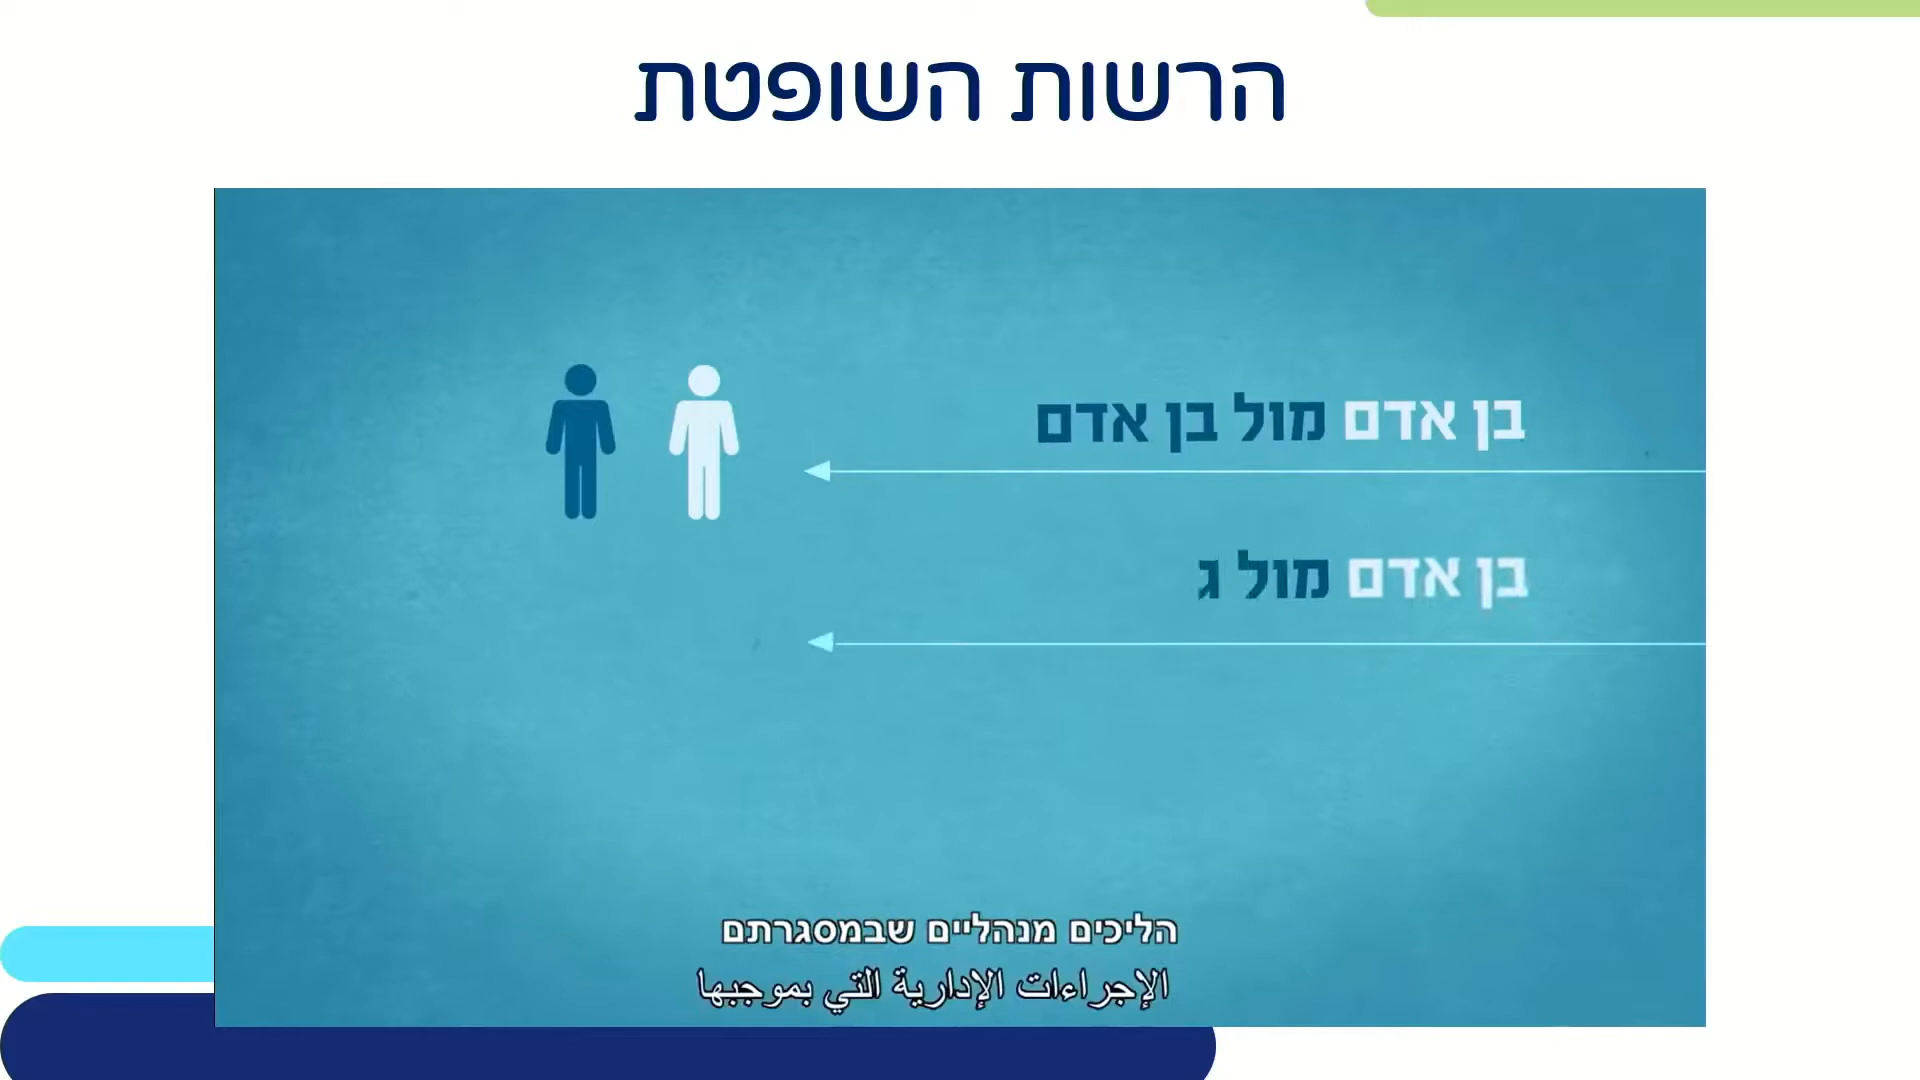 הרשות השופטת
בן אדם מול בן אדם
בן אדם מול ג
הליכים מנהליים שבמסגרתם
الإجراءات الإدارية التي بموجبها